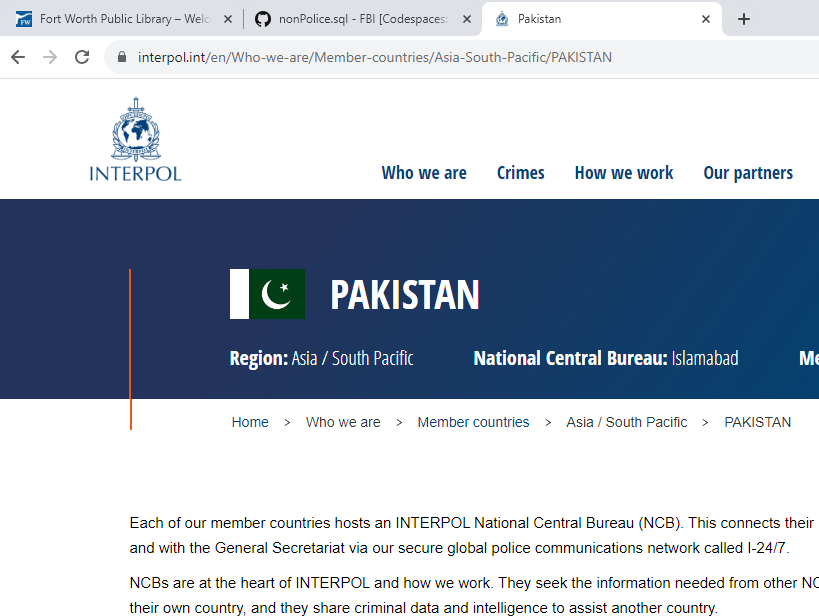 Fort Worth Public Library – Welc
nonPolice.sql - FBI [Codespaces:
Pakistan
interpol.int/en/Who-we-are/Member-countries/Asia-South-Pacific/PAKISTAN
INTERPOL
Who we are Crimes How we work Our partners
PAKISTAN
Region: Asia / South Pacific National Central Bureau: Islamabad Me
Home > Who we are > Member countries > Asia / South Pacific > PAKISTAN
Each of our member countries hosts an INTERPOL National Central Bureau (NCB). This connects their
and with the General Secretariat via our secure global police communications network called I-24/7.
NCBs are at the heart of INTERPOL and how we work. They seek the information needed from other NC
their own country, and they share criminal data and intelligence to assist another country.